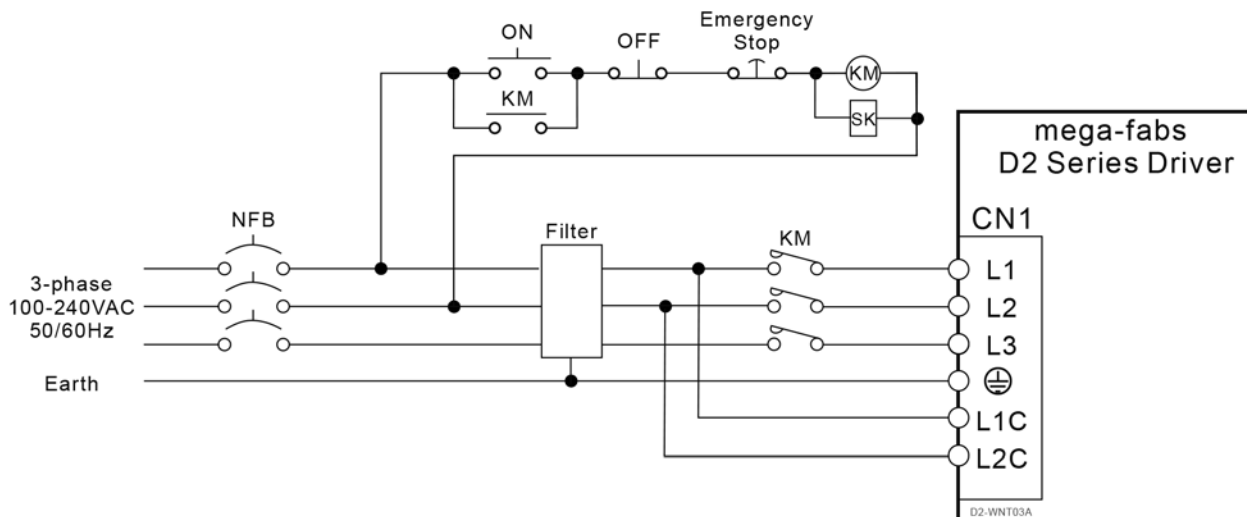 ON
OFF
Emergency
Stop
KM
KM
SK
mega-fabs
D2 Series Driver
CN1
NFB
Filter
KM
3-phase
100-240VAC
50/60Hz
Earth
L1
L2
L3
L1C
L2C
D2-WNT03A